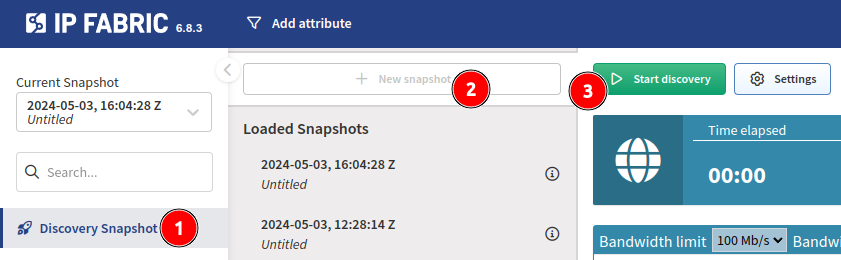 IP FABRIC 6.8.3
Add attribute
Current Snapshot
2024-05-03, 16:04:28 Z
Untitled
Search...
Discovery Snapshot
1
+ New snapshot
2
Loaded Snapshots
2024-05-03, 16:04:28 Z
Untitled
2024-05-03, 12:28:14 Z
Untitled
3
Start discovery
Settings
Time elapsed
00:00
Bandwidth limit 100 Mb/s Bandwi